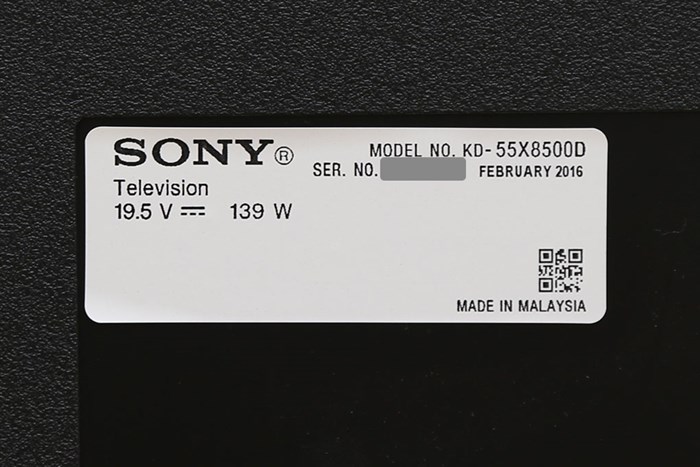 SONY®
MODEL NO. KD-55X8500D
SER. NO. FEBRUARY 2016
Television
19.5 V ⎓ 139 W
MADE IN MALAYSIA